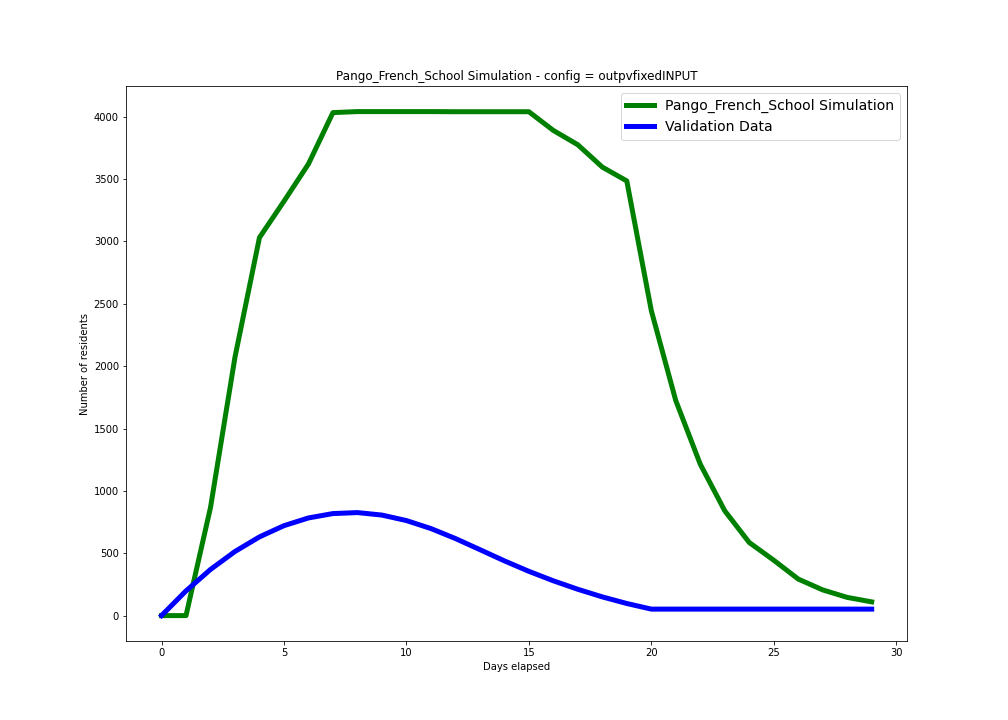 Pango_French_School Simulation - config = outpvfixedINPUT
Pango_French_School Simulation
Validation Data
4000
3500
3000
2500
2000
1500
1000
500
0
Number of residents
0 5 10 15 20 25 30
Days elapsed